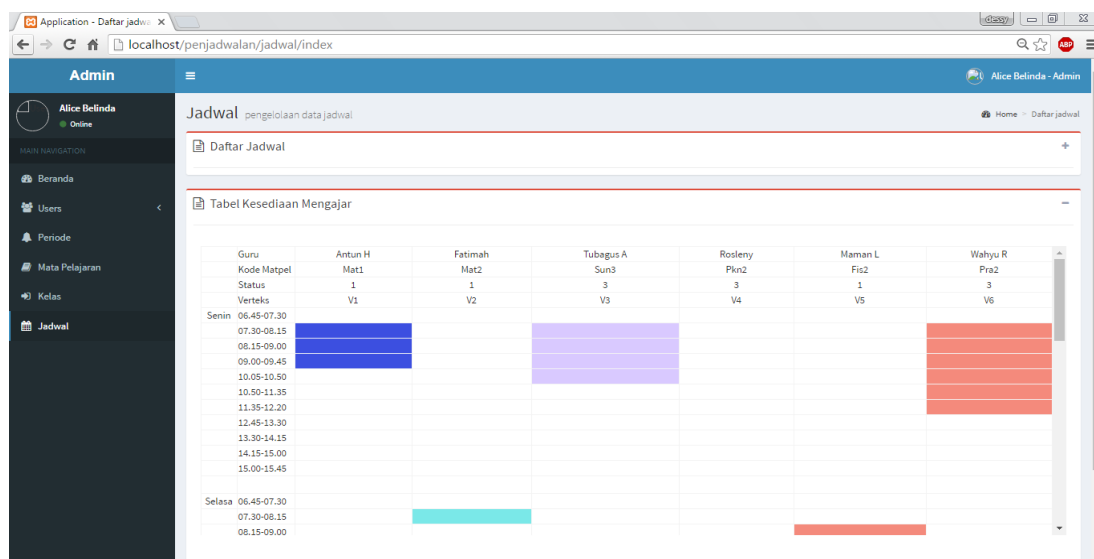 Application - Daftar jadwa
dessy
localhost/penjadwalan/jadwal/index
ABP
Admin
Alice Belinda - Admin
Alice Belinda
Online
Jadwal pengelolaan data jadwal
Home > Daftar jadwal
MAIN NAVIGATION
Beranda
Users
Periode
Mata Pelajaran
Kelas
Jadwal
Daftar Jadwal
Tabel Kesediaan Mengajar
Guru Antun H Fatimah Tubagus A Rosleny Maman L Wahyu R
Kode Matpel Mat1 Mat2 Sun3 Pkn2 Fis2 Pra2
Status 1 1 3 3 1 3
Verteks V1 V2 V3 V4 V5 V6
Senin 06.45-07.30
07.30-08.15
08.15-09.00
09.00-09.45
10.05-10.50
10.50-11.35
11.35-12.20
12.45-13.30
13.30-14.15
14.15-15.00
15.00-15.45
Selasa 06.45-07.30
07.30-08.15
08.15-09.00